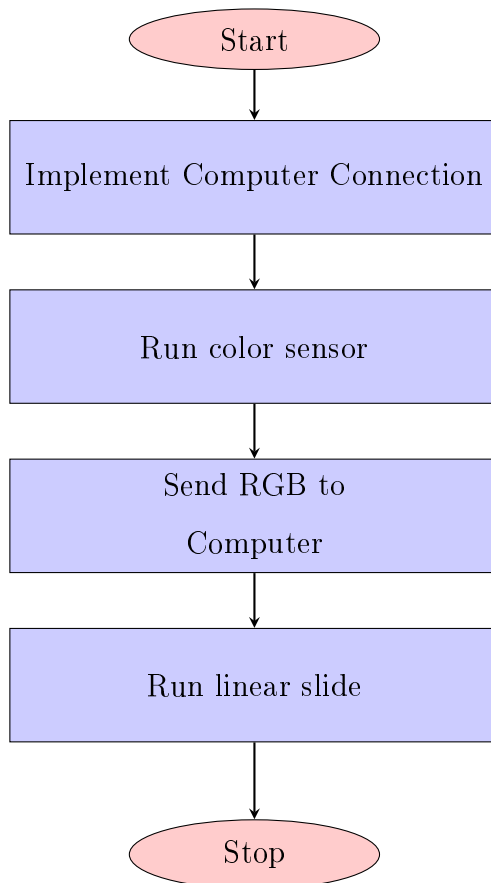 Start
Implement Computer Connection
Run color sensor
Send RGB to
Computer
Run linear slide
Stop